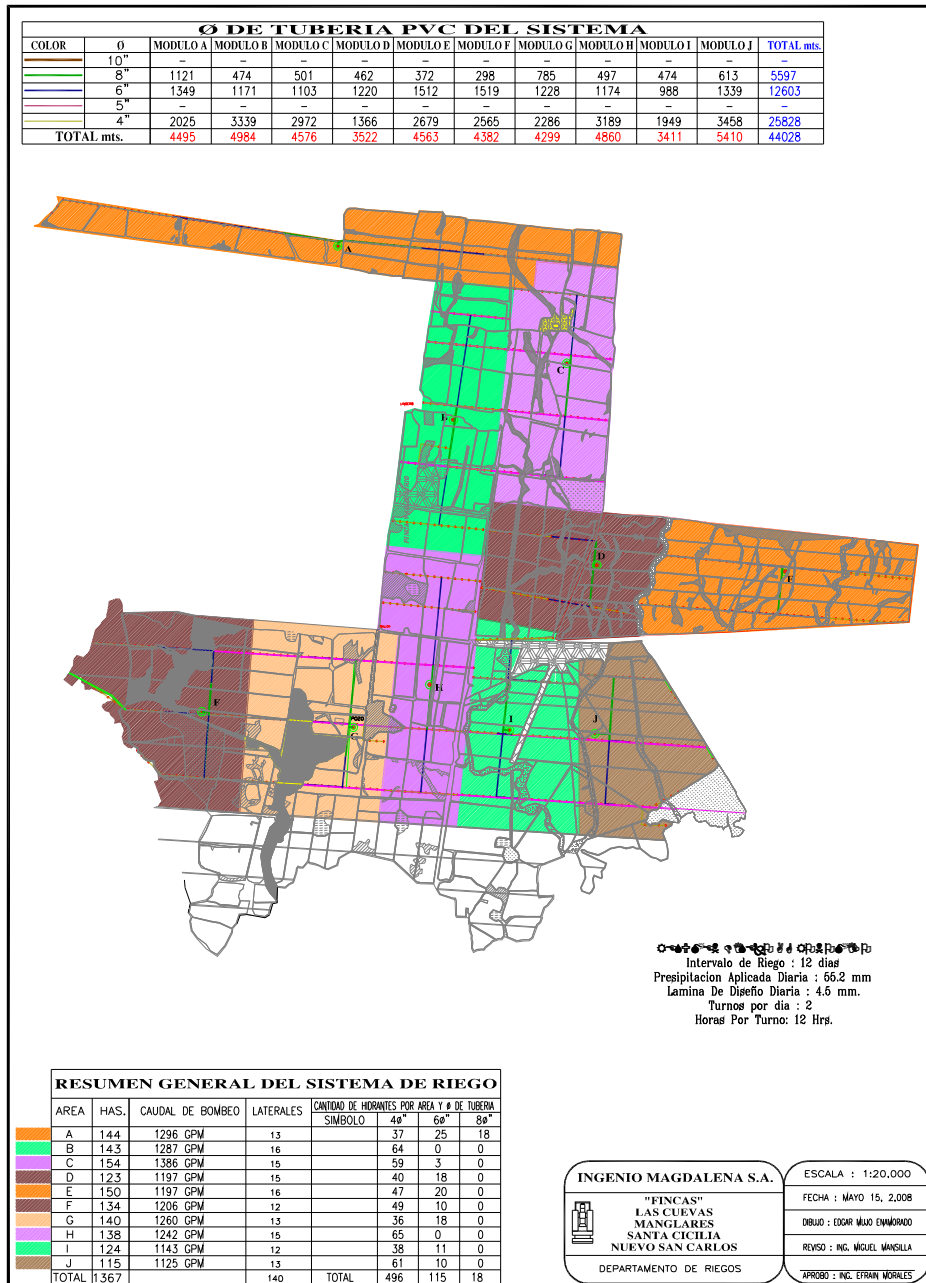 Ø DE TUBERIA PVC DEL SISTEMA
COLOR Ø MODULO A MODULO B MODULO C MODULO D MODULO E MODULO F MODULO G MODULO H MODULO I MODULO J TOTAL mts.
10" – – – – – – – – – – –
8" 1121 474 501 462 372 298 785 497 474 613 5597
6" 1349 1171 1103 1220 1512 1519 1228 1174 988 1339 12603
5" – – – – – – – – – – –
4" 2025 3339 2972 1366 2679 2565 2286 3189 1949 3458 25828
TOTAL mts. 4495 4984 4576 3522 4563 4382 4299 4860 3411 5410 44028
A
C
B
D
E
H
F
POZO
G
I
J
Intervalo de Riego : 12 dias
Presipitacion Aplicada Diaria : 55.2 mm
Lamina De Diseño Diaria : 4.5 mm.
Turnos por dia : 2
Horas Por Turno: 12 Hrs.
RESUMEN GENERAL DEL SISTEMA DE RIEGO
AREA HAS. CAUDAL DE BOMBEO LATERALES CANTIDAD DE HIDRANTES POR AREA Y Ø DE TUBERIA
SIMBOLO 4ø" 6ø" 8ø"
A 144 1296 GPM 13 37 25 18
B 143 1287 GPM 16 64 0 0
C 154 1386 GPM 15 59 3 0
D 123 1197 GPM 15 40 18 0
E 150 1197 GPM 16 47 20 0
F 134 1206 GPM 12 49 10 0
G 140 1260 GPM 13 36 18 0
H 138 1242 GPM 15 65 0 0
I 124 1143 GPM 12 38 11 0
J 115 1125 GPM 13 61 10 0
TOTAL 1367 140 TOTAL 496 115 18
INGENIO MAGDALENA S.A.
"FINCAS"
LAS CUEVAS
MANGLARES
SANTA CICILIA
NUEVO SAN CARLOS
DEPARTAMENTO DE RIEGOS
ESCALA : 1:20,000
FECHA : MAYO 15, 2,008
DIBUJO : EDGAR MIJO ENAMORADO
REVISO : ING. MIGUEL MANSILLA
APROBO : ING. EFRAIN MORALES